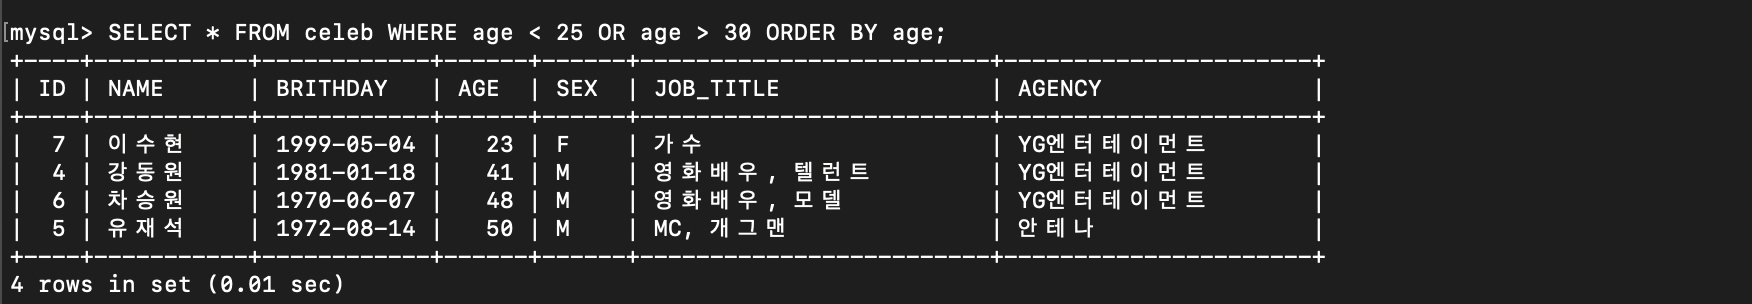 mysql> SELECT * FROM celeb WHERE age < 25 OR age > 30 ORDER BY age;
+----+-----------+------------+------+------+-------------------------+----------------------+
| ID | NAME      | BRITHDAY   | AGE  | SEX  | JOB_TITLE               | AGENCY               |
+----+-----------+------------+------+------+-------------------------+----------------------+
|  7 | 이수현    | 1999-05-04 |   23 | F    | 가수                    | YG엔터테이먼트       |
|  4 | 강동원    | 1981-01-18 |   41 | M    | 영화배우, 텔런트        | YG엔터테이먼트       |
|  6 | 차승원    | 1970-06-07 |   48 | M    | 영화배우, 모델          | YG엔터테이먼트       |
|  5 | 유재석    | 1972-08-14 |   50 | M    | MC, 개그맨              | 안테나               |
+----+-----------+------------+------+------+-------------------------+----------------------+
4 rows in set (0.01 sec)